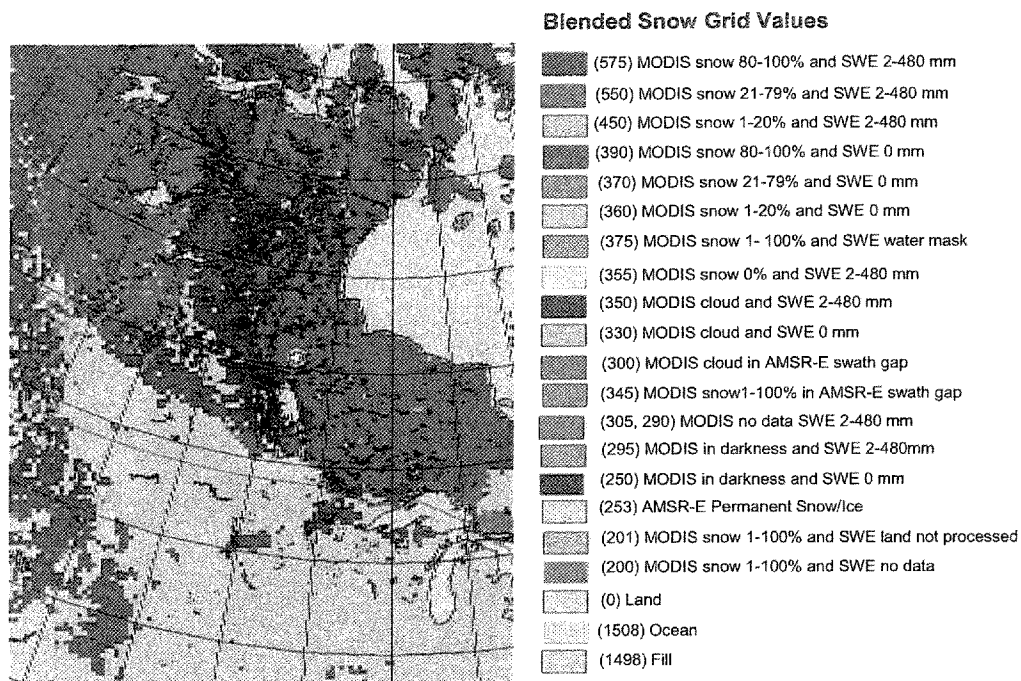 Blended Snow Grid Values
(575) MODIS snow 80-100% and SWE 2-480 mm
(550) MODIS snow 21-79% and SWE 2-480 mm
(450) MODIS snow 1-20% and SWE 2-480 mm
(390) MODIS snow 80-100% and SWE 0 mm
(370) MODIS snow 21-79% and SWE 0 mm
(360) MODIS snow 1-20% and SWE 0 mm
(375) MODIS snow 1- 100% and SWE water mask
(355) MODIS snow 0% and SWE 2-480 mm
(350) MODIS cloud and SWE 2-480 mm
(330) MODIS cloud and SWE 0 mm
(300) MODIS cloud in AMSR-E swath gap
(345) MODIS snow1-100% in AMSR-E swath gap
(305, 290) MODIS no data SWE 2-480 mm
(295) MODIS in darkness and SWE 2-480mm
(250) MODIS in darkness and SWE 0 mm
(253) AMSR-E Permanent Snow/Ice
(201) MODIS snow 1-100% and SWE land not processed
(200) MODIS snow 1-100% and SWE no data
(0) Land
(1508) Ocean
(1498) Fill